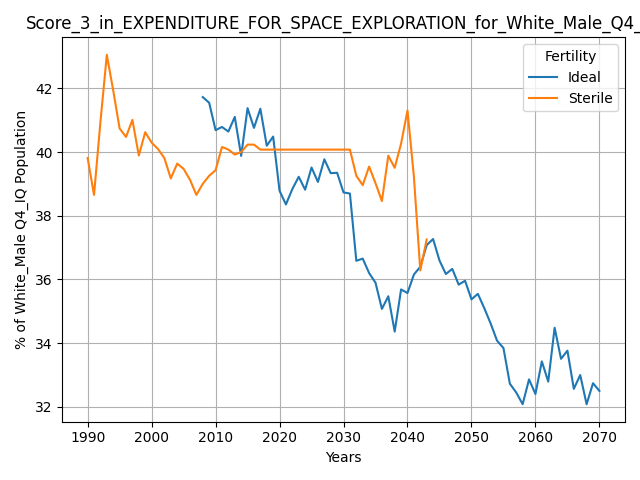 Score_3_in_EXPENDITURE_FOR_SPACE_EXPLORATION_for_White_Male_Q4_
Fertility
Ideal
Sterile
% of White_Male Q4_IQ Population
42
40
38
36
34
32
1990 2000 2010 2020 2030 2040 2050 2060 2070
Years